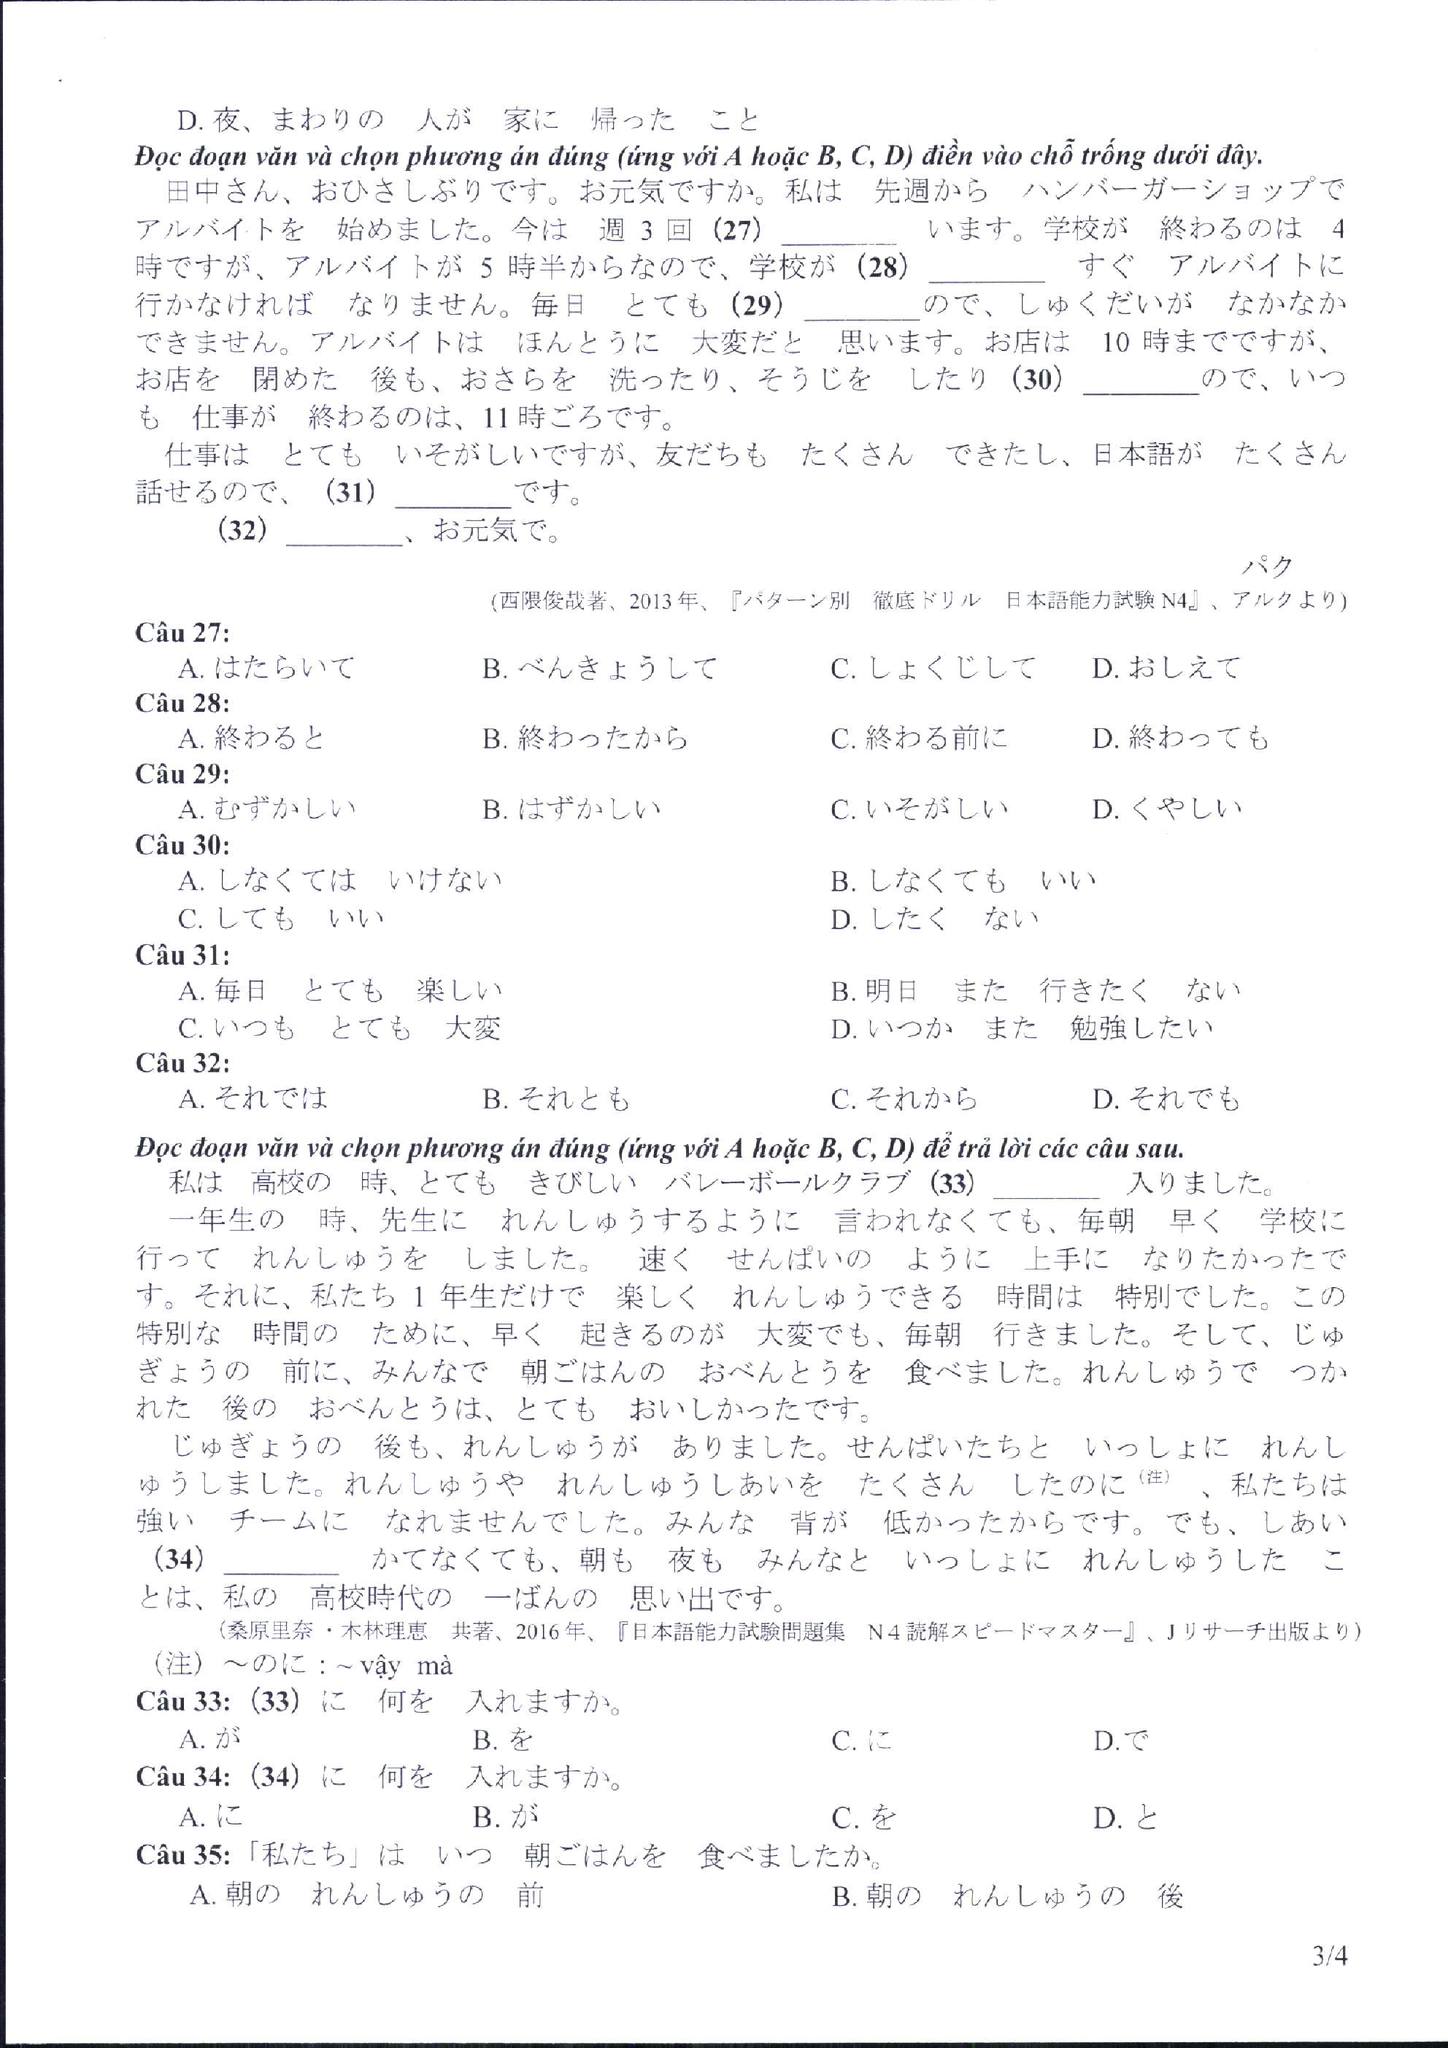 D. 夜、まわりの　人が　家に　帰った　こと
Đọc đoạn văn và chọn phương án đúng (ứng với A hoặc B, C, D) điền vào chỗ trống dưới đây.
田中さん、おひさしぶりです。お元気ですか。私は　先週から　ハンバーガーショップで
アルバイトを　始めました。今は　週 3 回（27）________　います。学校が　終わるのは　4
時ですが、アルバイトが 5 時半からなので、学校が（28）________　すぐ　アルバイトに
行かなければ　なりません。毎日　とても（29）________ので、しゅくだいが　なかなか
できません。アルバイトは　ほんとうに　大変だと　思います。お店は　10 時までですが、
お店を　閉めた　後も、おさらを　洗ったり、そうじを　したり（30）________ので、いつ
も　仕事が　終わるのは、11 時ごろです。
仕事は　とても　いそがしいですが、友だちも　たくさん　できたし、日本語が　たくさん
話せるので、（31）________です。
（32）________、お元気で。
パク
(西隈俊哉著、2013 年、『パターン別　徹底ドリル　日本語能力試験 N4』、アルクより)
Câu 27:
A. はたらいて B. べんきょうして C. しょくじして D. おしえて
Câu 28:
A. 終わると B. 終わったから C. 終わる前に D. 終わっても
Câu 29:
A. むずかしい B. はずかしい C. いそがしい D. くやしい
Câu 30:
A. しなくては　いけない B. しなくても　いい
C. しても　いい D. したく　ない
Câu 31:
A. 毎日　とても　楽しい B. 明日　また　行きたく　ない
C. いつも　とても　大変 D. いつか　また　勉強したい
Câu 32:
A. それでは B. それとも C. それから D. それでも
Đọc đoạn văn và chọn phương án đúng (ứng với A hoặc B, C, D) để trả lời các câu sau.
私は　高校の　時、とても　きびしい　バレーボールクラブ（33）________　入りました。
一年生の　時、先生に　れんしゅうするように　言われなくても、毎朝　早く　学校に
行って　れんしゅうを　しました。　速く　せんぱいの　ように　上手に　なりたかったで
す。それに、私たち 1 年生だけで　楽しく　れんしゅうできる　時間は　特別でした。この
特別な　時間の　ために、早く　起きるのが　大変でも、毎朝　行きました。そして、じゅ
ぎょうの　前に、みんなで　朝ごはんの　おべんとうを　食べました。れんしゅうで　つか
れた　後の　おべんとうは、とても　おいしかったです。
じゅぎょうの　後も、れんしゅうが　ありました。せんぱいたちと　いっしょに　れんし
ゅうしました。れんしゅうや　れんしゅうしあいを　たくさん　したのに（注）、私たちは
強い　チームに　なれませんでした。みんな　背が　低かったからです。でも、しあい
（34）________　かてなくても、朝も　夜も　みんなと　いっしょに　れんしゅうした　こ
とは、私の　高校時代の　一ばんの　思い出です。
（桑原里奈・木林理恵　共著、2016 年、『日本語能力試験問題集　N４読解スピードマスター』、J リサーチ出版より）
（注）～のに : ~ vậy mà
Câu 33:（33）に　何を　入れますか。
A. が B. を C. に D.で
Câu 34:（34）に　何を　入れますか。
A. に B. が C. を D. と
Câu 35:「私たち」は　いつ　朝ごはんを　食べましたか。
A. 朝の　れんしゅうの　前 B. 朝の　れんしゅうの　後
3/4